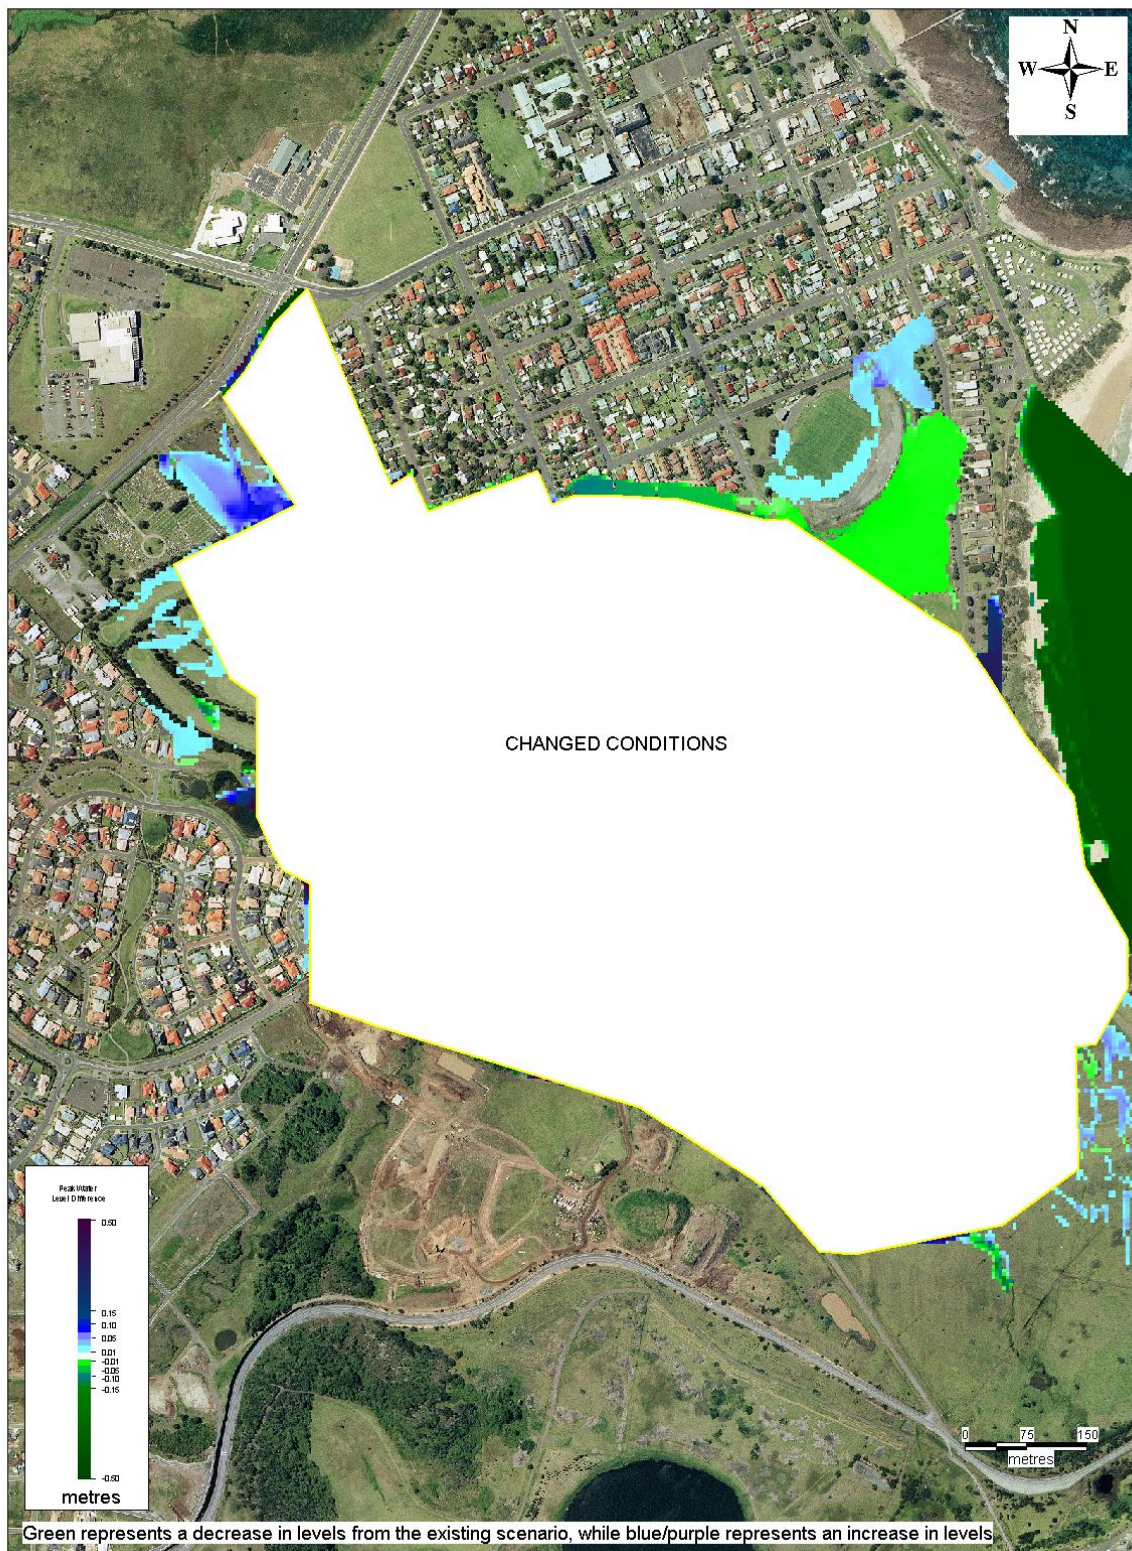 N
W E
S
CHANGED CONDITIONS
Peak Water
Level Difference
0.50
0.15
0.10
0.05
0.01
-0.01
-0.05
-0.10
-0.15
-0.50
metres
0 75 150
metres
Green represents a decrease in levels from the existing scenario, while blue/purple represents an increase in levels